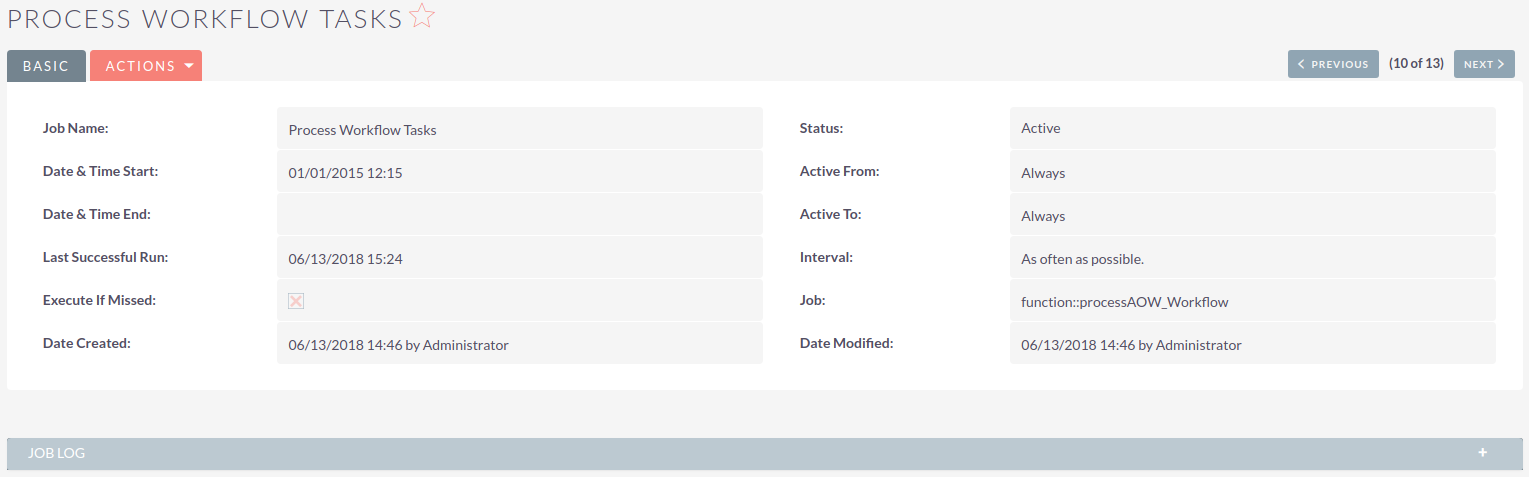 PROCESS WORKFLOW TASKS
BASIC ACTIONS PREVIOUS (10 of 13) NEXT
Job Name: Process Workflow Tasks Status: Active
Date & Time Start: 01/01/2015 12:15 Active From: Always
Date & Time End: Active To: Always
Last Successful Run: 06/13/2018 15:24 Interval: As often as possible.
Execute If Missed: Job: function::processAOW_Workflow
Date Created: 06/13/2018 14:46 by Administrator Date Modified: 06/13/2018 14:46 by Administrator
JOB LOG +